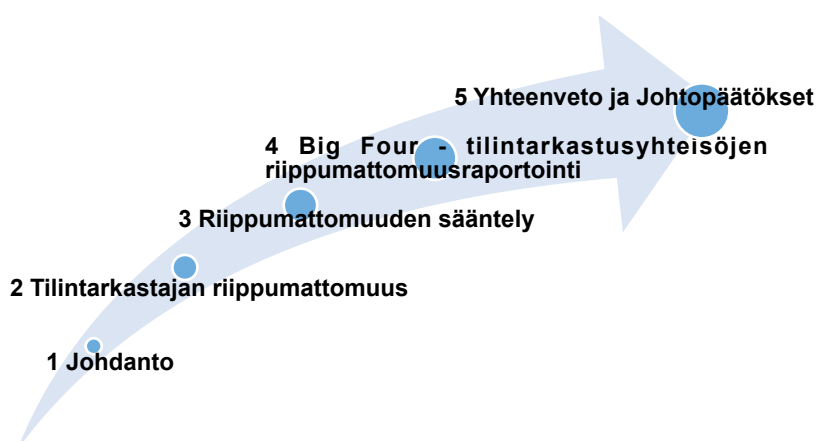 5 Yhteenveto ja Johtopäätökset
4 Big Four - tilintarkastusyhteisöjen
riippumattomuusraportointi
3 Riippumattomuuden sääntely
2 Tilintarkastajan riippumattomuus
1 Johdanto